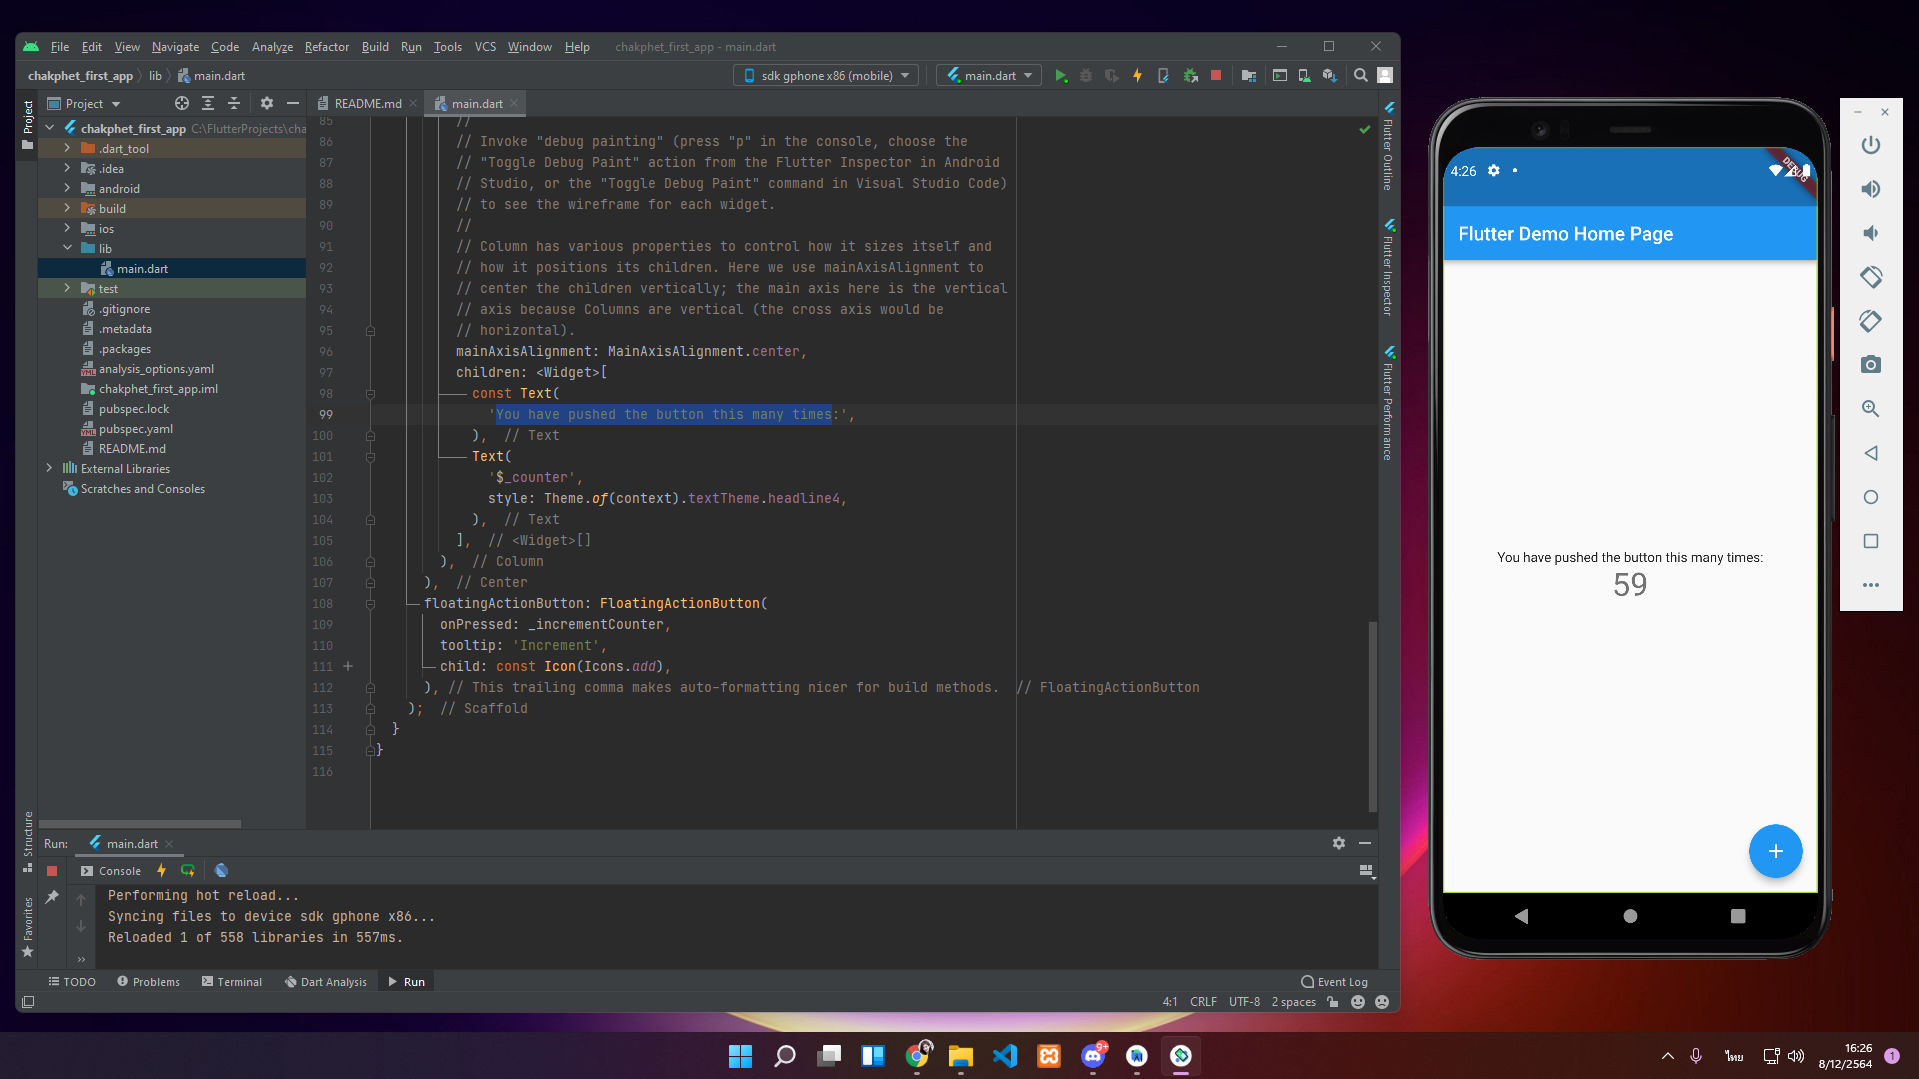 File Edit View Navigate Code Analyze Refactor Build Run Tools VCS Window Help chakphet_first_app - main.dart
chakphet_first_app lib main.dart sdk gphone x86 (mobile) main.dart
Project README.md main.dart
Project
chakphet_first_app C:\FlutterProjects\cha
.dart_tool
.idea
android
build
ios
lib
main.dart
test
.gitignore
.metadata
.packages
analysis_options.yaml
chakphet_first_app.iml
pubspec.lock
pubspec.yaml
README.md
External Libraries
Scratches and Consoles
Structure
Favorites
85 //
86 // Invoke "debug painting" (press "p" in the console, choose the
87 // "Toggle Debug Paint" action from the Flutter Inspector in Android
88 // Studio, or the "Toggle Debug Paint" command in Visual Studio Code)
89 // to see the wireframe for each widget.
90 //
91 // Column has various properties to control how it sizes itself and
92 // how it positions its children. Here we use mainAxisAlignment to
93 // center the children vertically; the main axis here is the vertical
94 // axis because Columns are vertical (the cross axis would be
95 // horizontal).
96 mainAxisAlignment: MainAxisAlignment.center,
97 children: <Widget>[
98 const Text(
99 'You have pushed the button this many times:',
100 ), // Text
101 Text(
102 '$_counter',
103 style: Theme.of(context).textTheme.headline4,
104 ), // Text
105 ], // <Widget>[]
106 ), // Column
107 ), // Center
108 floatingActionButton: FloatingActionButton(
109 onPressed: _incrementCounter,
110 tooltip: 'Increment',
111 child: const Icon(Icons.add),
112 ), // This trailing comma makes auto-formatting nicer for build methods. // FloatingActionButton
113 ); // Scaffold
114 }
115 }
116
Flutter Outline
Flutter Inspector
Flutter Performance
Run: main.dart
Console
Performing hot reload...
Syncing files to device sdk gphone x86...
Reloaded 1 of 558 libraries in 557ms.
TODO Problems Terminal Dart Analysis Run Event Log
4:1 CRLF UTF-8 2 spaces
4:26
DEBUG
Flutter Demo Home Page
You have pushed the button this many times:
59
9+
ไทย
16:26
8/12/2564
1